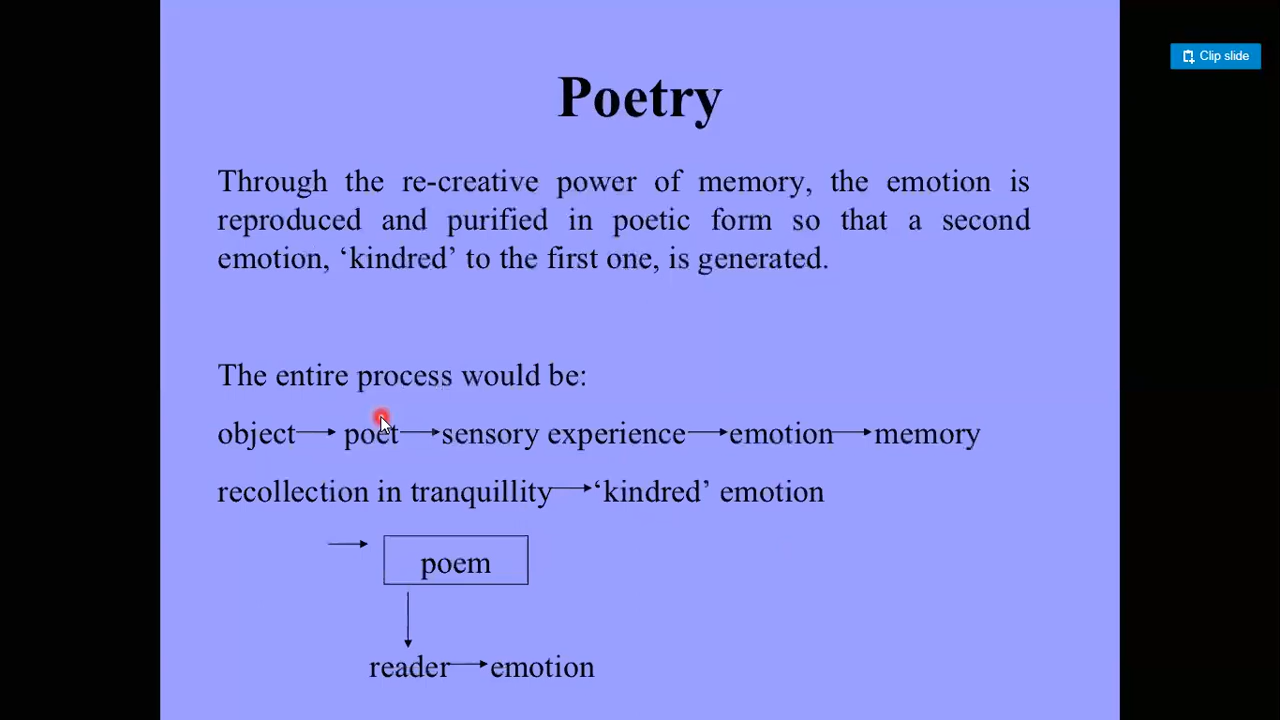 Clip slide
Poetry
Through the re-creative power of memory, the emotion is
reproduced and purified in poetic form so that a second
emotion, ‘kindred’ to the first one, is generated.
The entire process would be:
object → poet → sensory experience → emotion → memory
recollection in tranquillity → ‘kindred’ emotion
→ poem
↓
reader → emotion